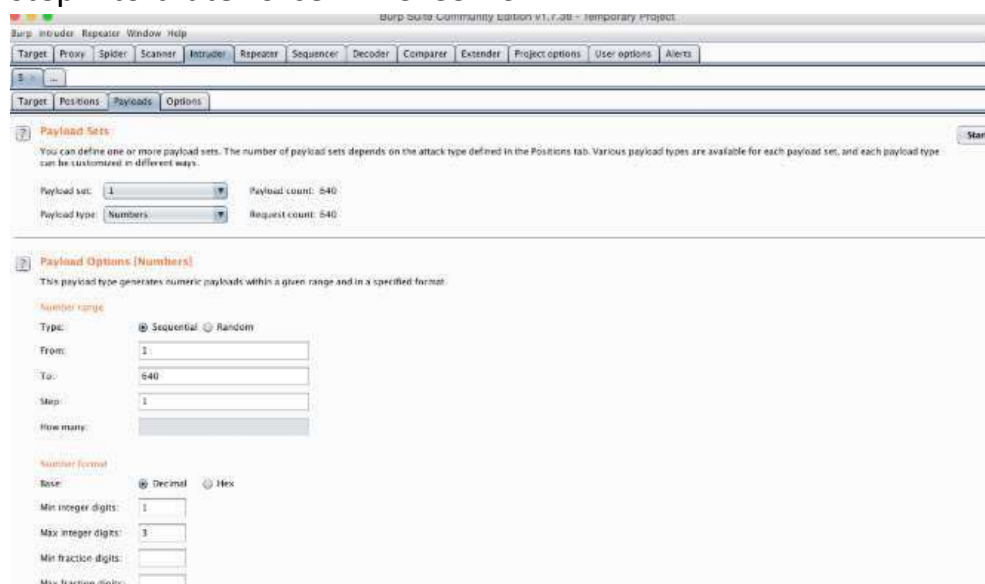 Burp Suite Community Edition v1.7.36 - Temporary Project
Burp Intruder Repeater Window Help
Target Proxy Spider Scanner Intruder Repeater Sequencer Decoder Comparer Extender Project options User options Alerts
5 × ...
Target Positions Payloads Options
? Payload Sets
Star
You can define one or more payload sets. The number of payload sets depends on the attack type defined in the Positions tab. Various payload types are available for each payload set, and each payload type
can be customized in different ways.
Payload set: 1 Payload count: 640
Payload type: Numbers Request count: 640
? Payload Options [Numbers]
This payload type generates numeric payloads within a given range and in a specified format.
Number range
Type: Sequential Random
From: 1
To: 640
Step: 1
How many:
Number format
Base: Decimal Hex
Min integer digits: 1
Max integer digits: 3
Min fraction digits:
Max fraction digits: